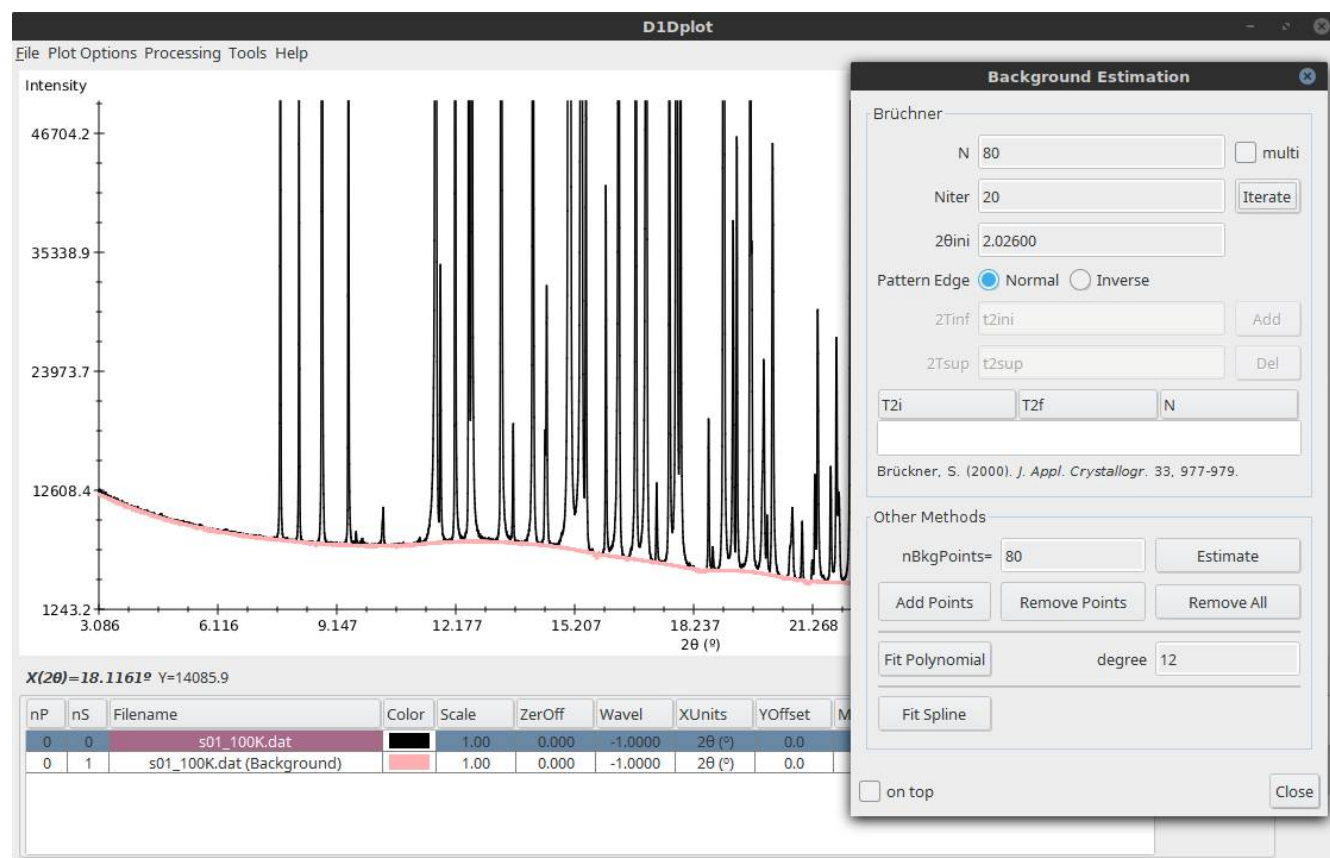 D1Dplot
File Plot Options Processing Tools Help
Intensity
46704.2
35338.9
23973.7
12608.4
1243.2
3.086 6.116 9.147 12.177 15.207 18.237 21.268
2θ (º)
X(2θ)=18.1161º Y=14085.9
nP nS Filename Color Scale ZerOff Wavel XUnits YOffset M
0 0 s01_100K.dat 1.00 0.000 -1.0000 2θ (º) 0.0
0 1 s01_100K.dat (Background) 1.00 0.000 -1.0000 2θ (º) 0.0
Background Estimation
Brüchner
N 80 multi
Niter 20 Iterate
2θini 2.02600
Pattern Edge Normal Inverse
2Tinf t2ini Add
2Tsup t2sup Del
T2i T2f N
Brückner, S. (2000). J. Appl. Crystallogr. 33, 977-979.
Other Methods
nBkgPoints= 80 Estimate
Add Points Remove Points Remove All
Fit Polynomial degree 12
Fit Spline
on top Close